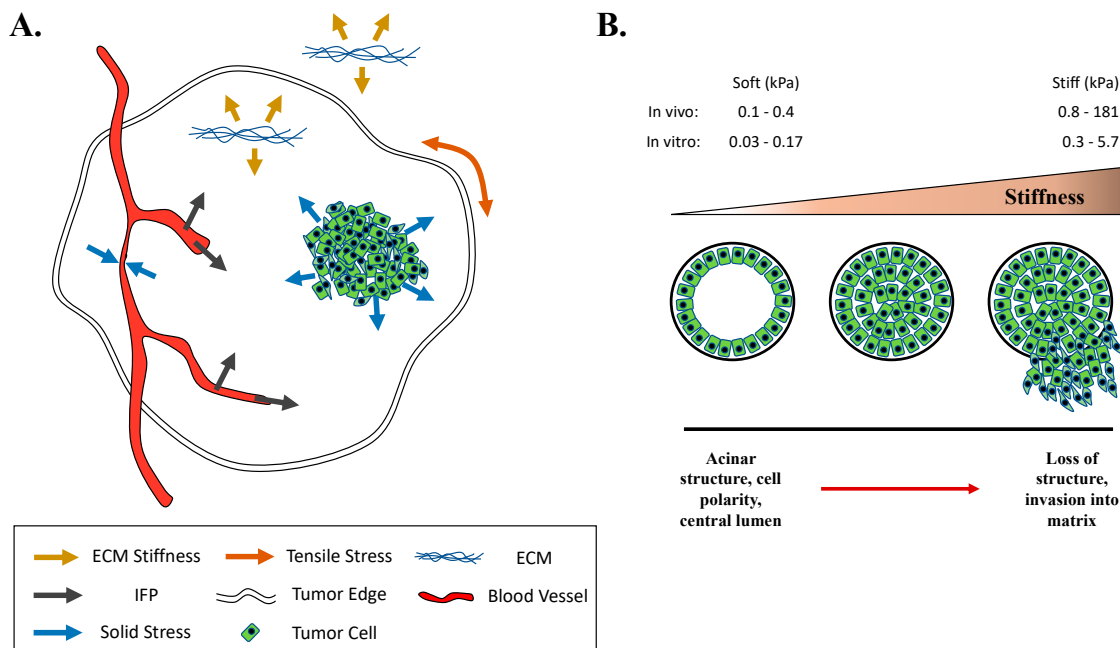 A.
B.
Soft (kPa) Stiff (kPa)
In vivo: 0.1 - 0.4 0.8 - 181
In vitro: 0.03 - 0.17 0.3 - 5.7
Stiffness
Acinar
structure, cell
polarity,
central lumen
Loss of
structure,
invasion into
matrix
ECM Stiffness Tensile Stress ECM
IFP Tumor Edge Blood Vessel
Solid Stress Tumor Cell